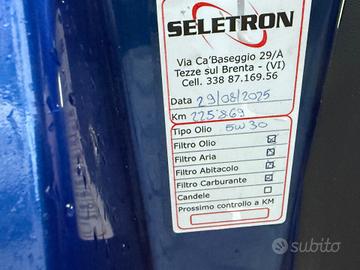 SELETRON
Via Ca'Baseggio 29/A
Tezze sul Brenta - (VI)
Cell. 338 87.169.56
Data 29/08/2025
Km 225'869
Tipo Olio 5W30
Filtro Olio
Filtro Aria
Filtro Abitacolo
Filtro Carburante
Candele
Prossimo controllo a KM
subito